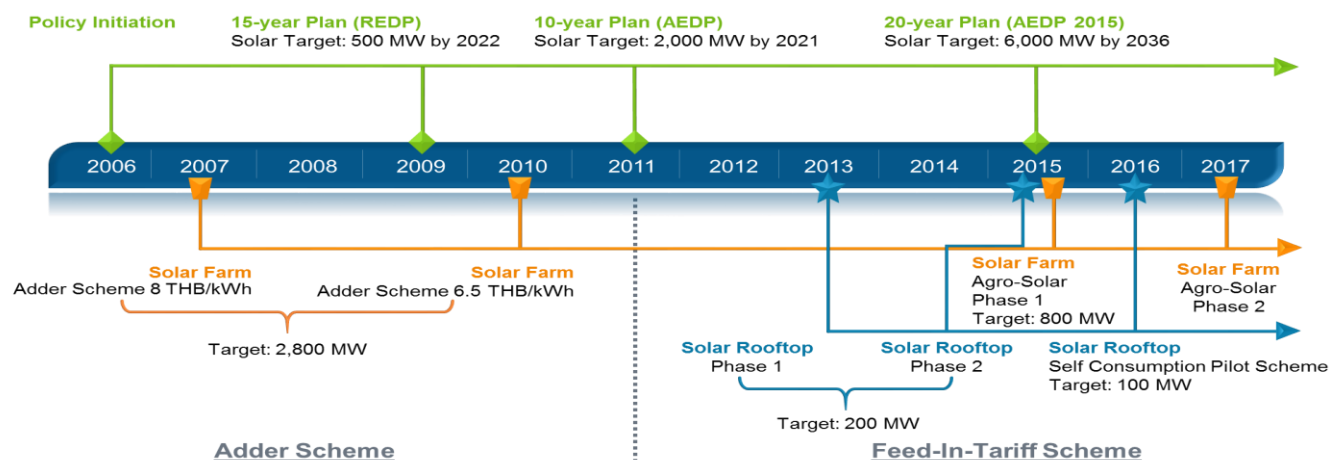 Policy Initiation
15-year Plan (REDP)
Solar Target: 500 MW by 2022
10-year Plan (AEDP)
Solar Target: 2,000 MW by 2021
20-year Plan (AEDP 2015)
Solar Target: 6,000 MW by 2036
2006 2007 2008 2009 2010 2011 2012 2013 2014 2015 2016 2017
Solar Farm
Adder Scheme 8 THB/kWh
Solar Farm
Adder Scheme 6.5 THB/kWh
Target: 2,800 MW
Solar Farm
Agro-Solar
Phase 1
Target: 800 MW
Solar Farm
Agro-Solar
Phase 2
Solar Rooftop
Phase 1
Solar Rooftop
Phase 2
Target: 200 MW
Solar Rooftop
Self Consumption Pilot Scheme
Target: 100 MW
Adder Scheme
Feed-In-Tariff Scheme